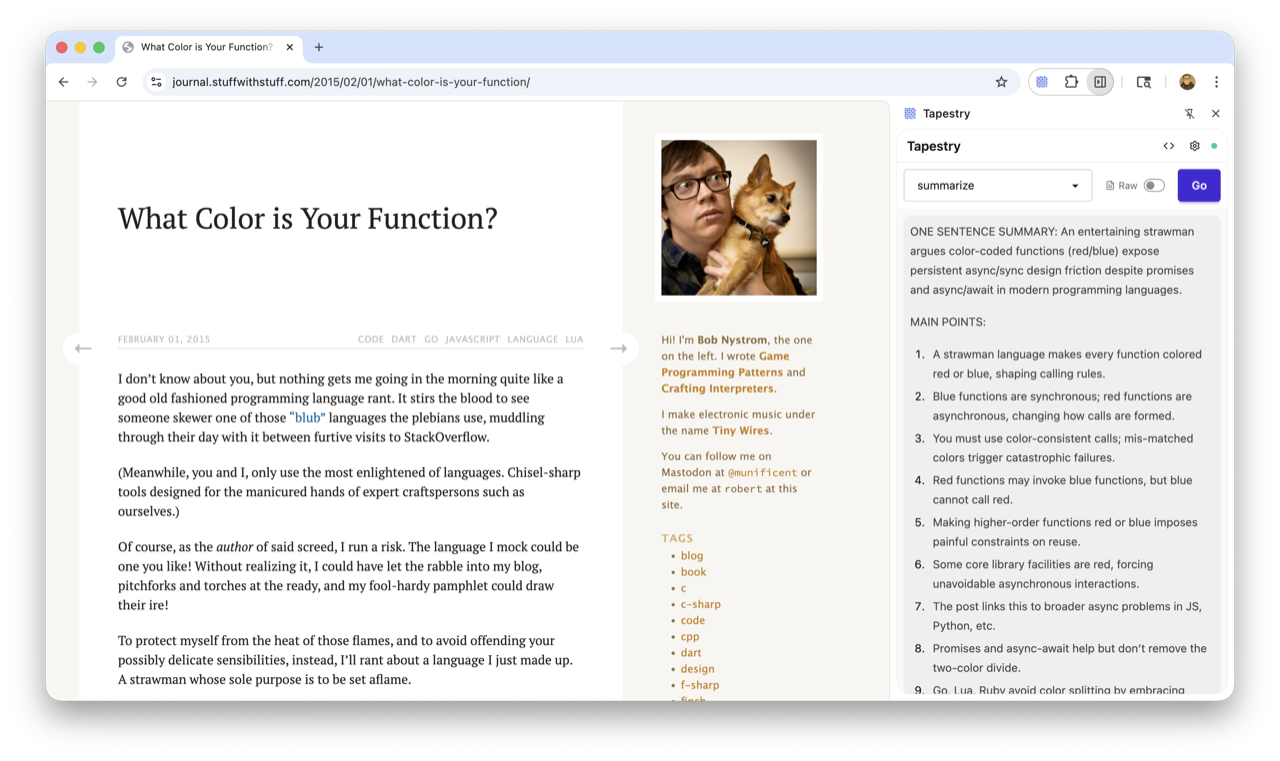 What Color is Your Function?
journal.stuffwithstuff.com/2015/02/01/what-color-is-your-function/
What Color is Your Function?
FEBRUARY 01, 2015
CODE DART GO JAVASCRIPT LANGUAGE LUA
I don’t know about you, but nothing gets me going in the morning quite like a
good old fashioned programming language rant. It stirs the blood to see
someone skewer one of those “blub” languages the plebians use, muddling
through their day with it between furtive visits to StackOverflow.
(Meanwhile, you and I, only use the most enlightened of languages. Chisel-sharp
tools designed for the manicured hands of expert craftspersons such as
ourselves.)
Of course, as the author of said screed, I run a risk. The language I mock could be
one you like! Without realizing it, I could have let the rabble into my blog,
pitchforks and torches at the ready, and my fool-hardy pamphlet could draw
their ire!
To protect myself from the heat of those flames, and to avoid offending your
possibly delicate sensibilities, instead, I’ll rant about a language I just made up.
A strawman whose sole purpose is to be set aflame.
Hi! I’m Bob Nystrom, the one
on the left. I wrote Game
Programming Patterns and
Crafting Interpreters.
I make electronic music under
the name Tiny Wires.
You can follow me on
Mastodon at @munificent or
email me at robert at this
site.
TAGS
blog
book
c
c-sharp
code
cpp
dart
design
f-sharp
finch
Tapestry
Tapestry
summarize
Raw
Go
ONE SENTENCE SUMMARY: An entertaining strawman
argues color-coded functions (red/blue) expose
persistent async/sync design friction despite promises
and async/await in modern programming languages.
MAIN POINTS:
1. A strawman language makes every function colored
red or blue, shaping calling rules.
2. Blue functions are synchronous; red functions are
asynchronous, changing how calls are formed.
3. You must use color-consistent calls; mis-matched
colors trigger catastrophic failures.
4. Red functions may invoke blue functions, but blue
cannot call red.
5. Making higher-order functions red or blue imposes
painful constraints on reuse.
6. Some core library facilities are red, forcing
unavoidable asynchronous interactions.
7. The post links this to broader async problems in JS,
Python, etc.
8. Promises and async-await help but don’t remove the
two-color divide.
9. Go, Lua, Ruby avoid color splitting by embracing